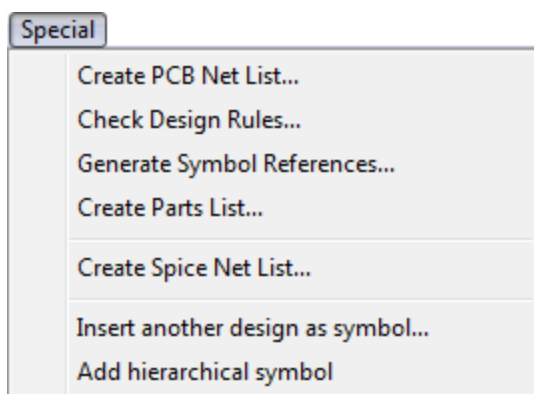 Special
Create PCB Net List...
Check Design Rules...
Generate Symbol References...
Create Parts List...
Create Spice Net List...
Insert another design as symbol...
Add hierarchical symbol